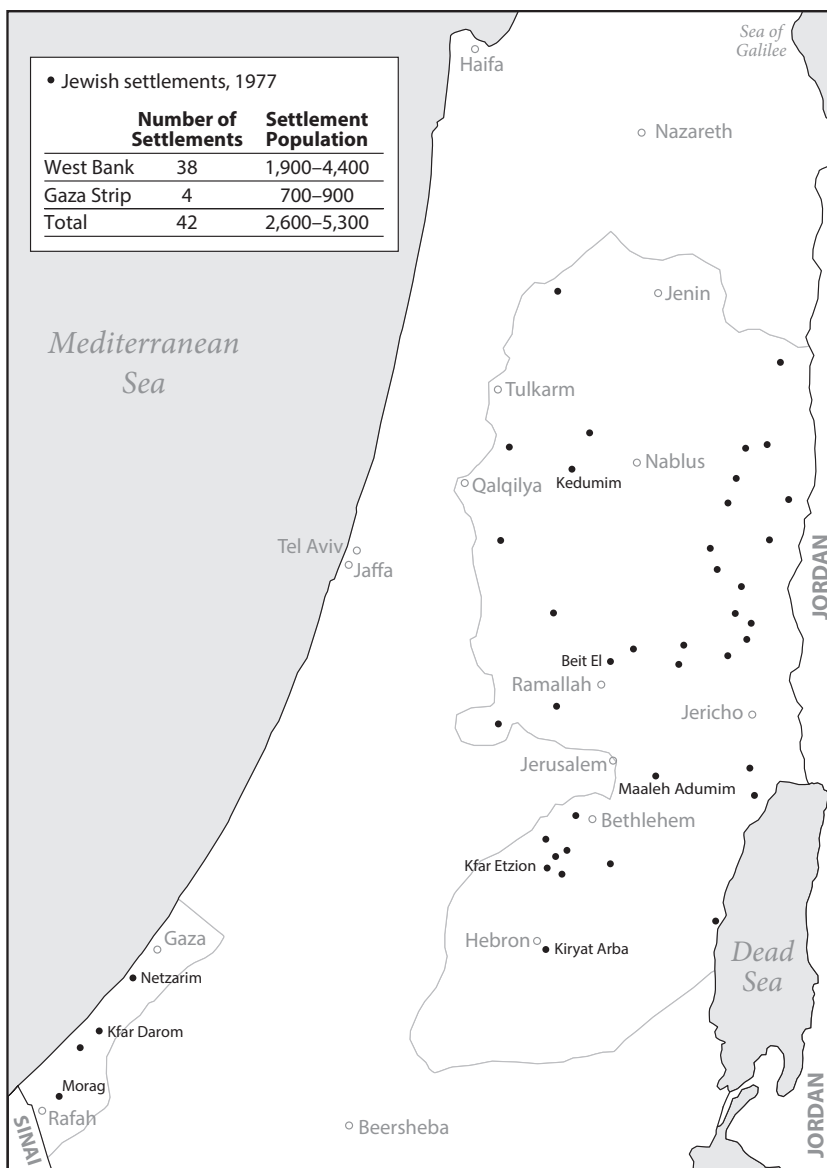 Sea of
Galilee
Haifa
• Jewish settlements, 1977
Number of Settlement
Settlements Population
West Bank 38 1,900–4,400
Gaza Strip 4 700–900
Total 42 2,600–5,300
Nazareth
Jenin
Mediterranean
Sea
Tulkarm
Nablus
Kedumim
Qalqilya
Tel Aviv
Jaffa
JORDAN
Beit El
Ramallah
Jericho
Jerusalem
Maaleh Adumim
Bethlehem
Kfar Etzion
Hebron
Kiryat Arba
Gaza
Dead
Sea
Netzarim
Kfar Darom
Morag
Rafah
SINAI
Beersheba
JORDAN